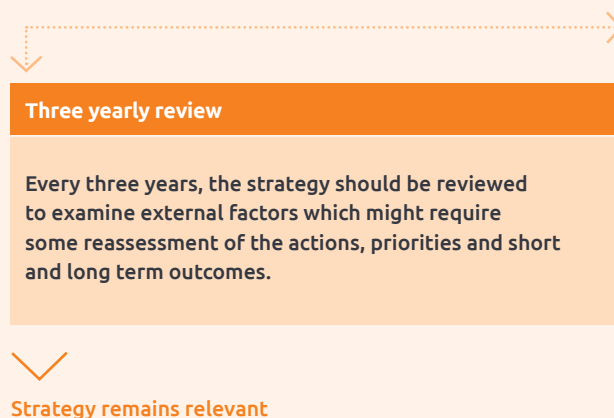 Three yearly review
Every three years, the strategy should be reviewed
to examine external factors which might require
some reassessment of the actions, priorities and short
and long term outcomes.
Strategy remains relevant